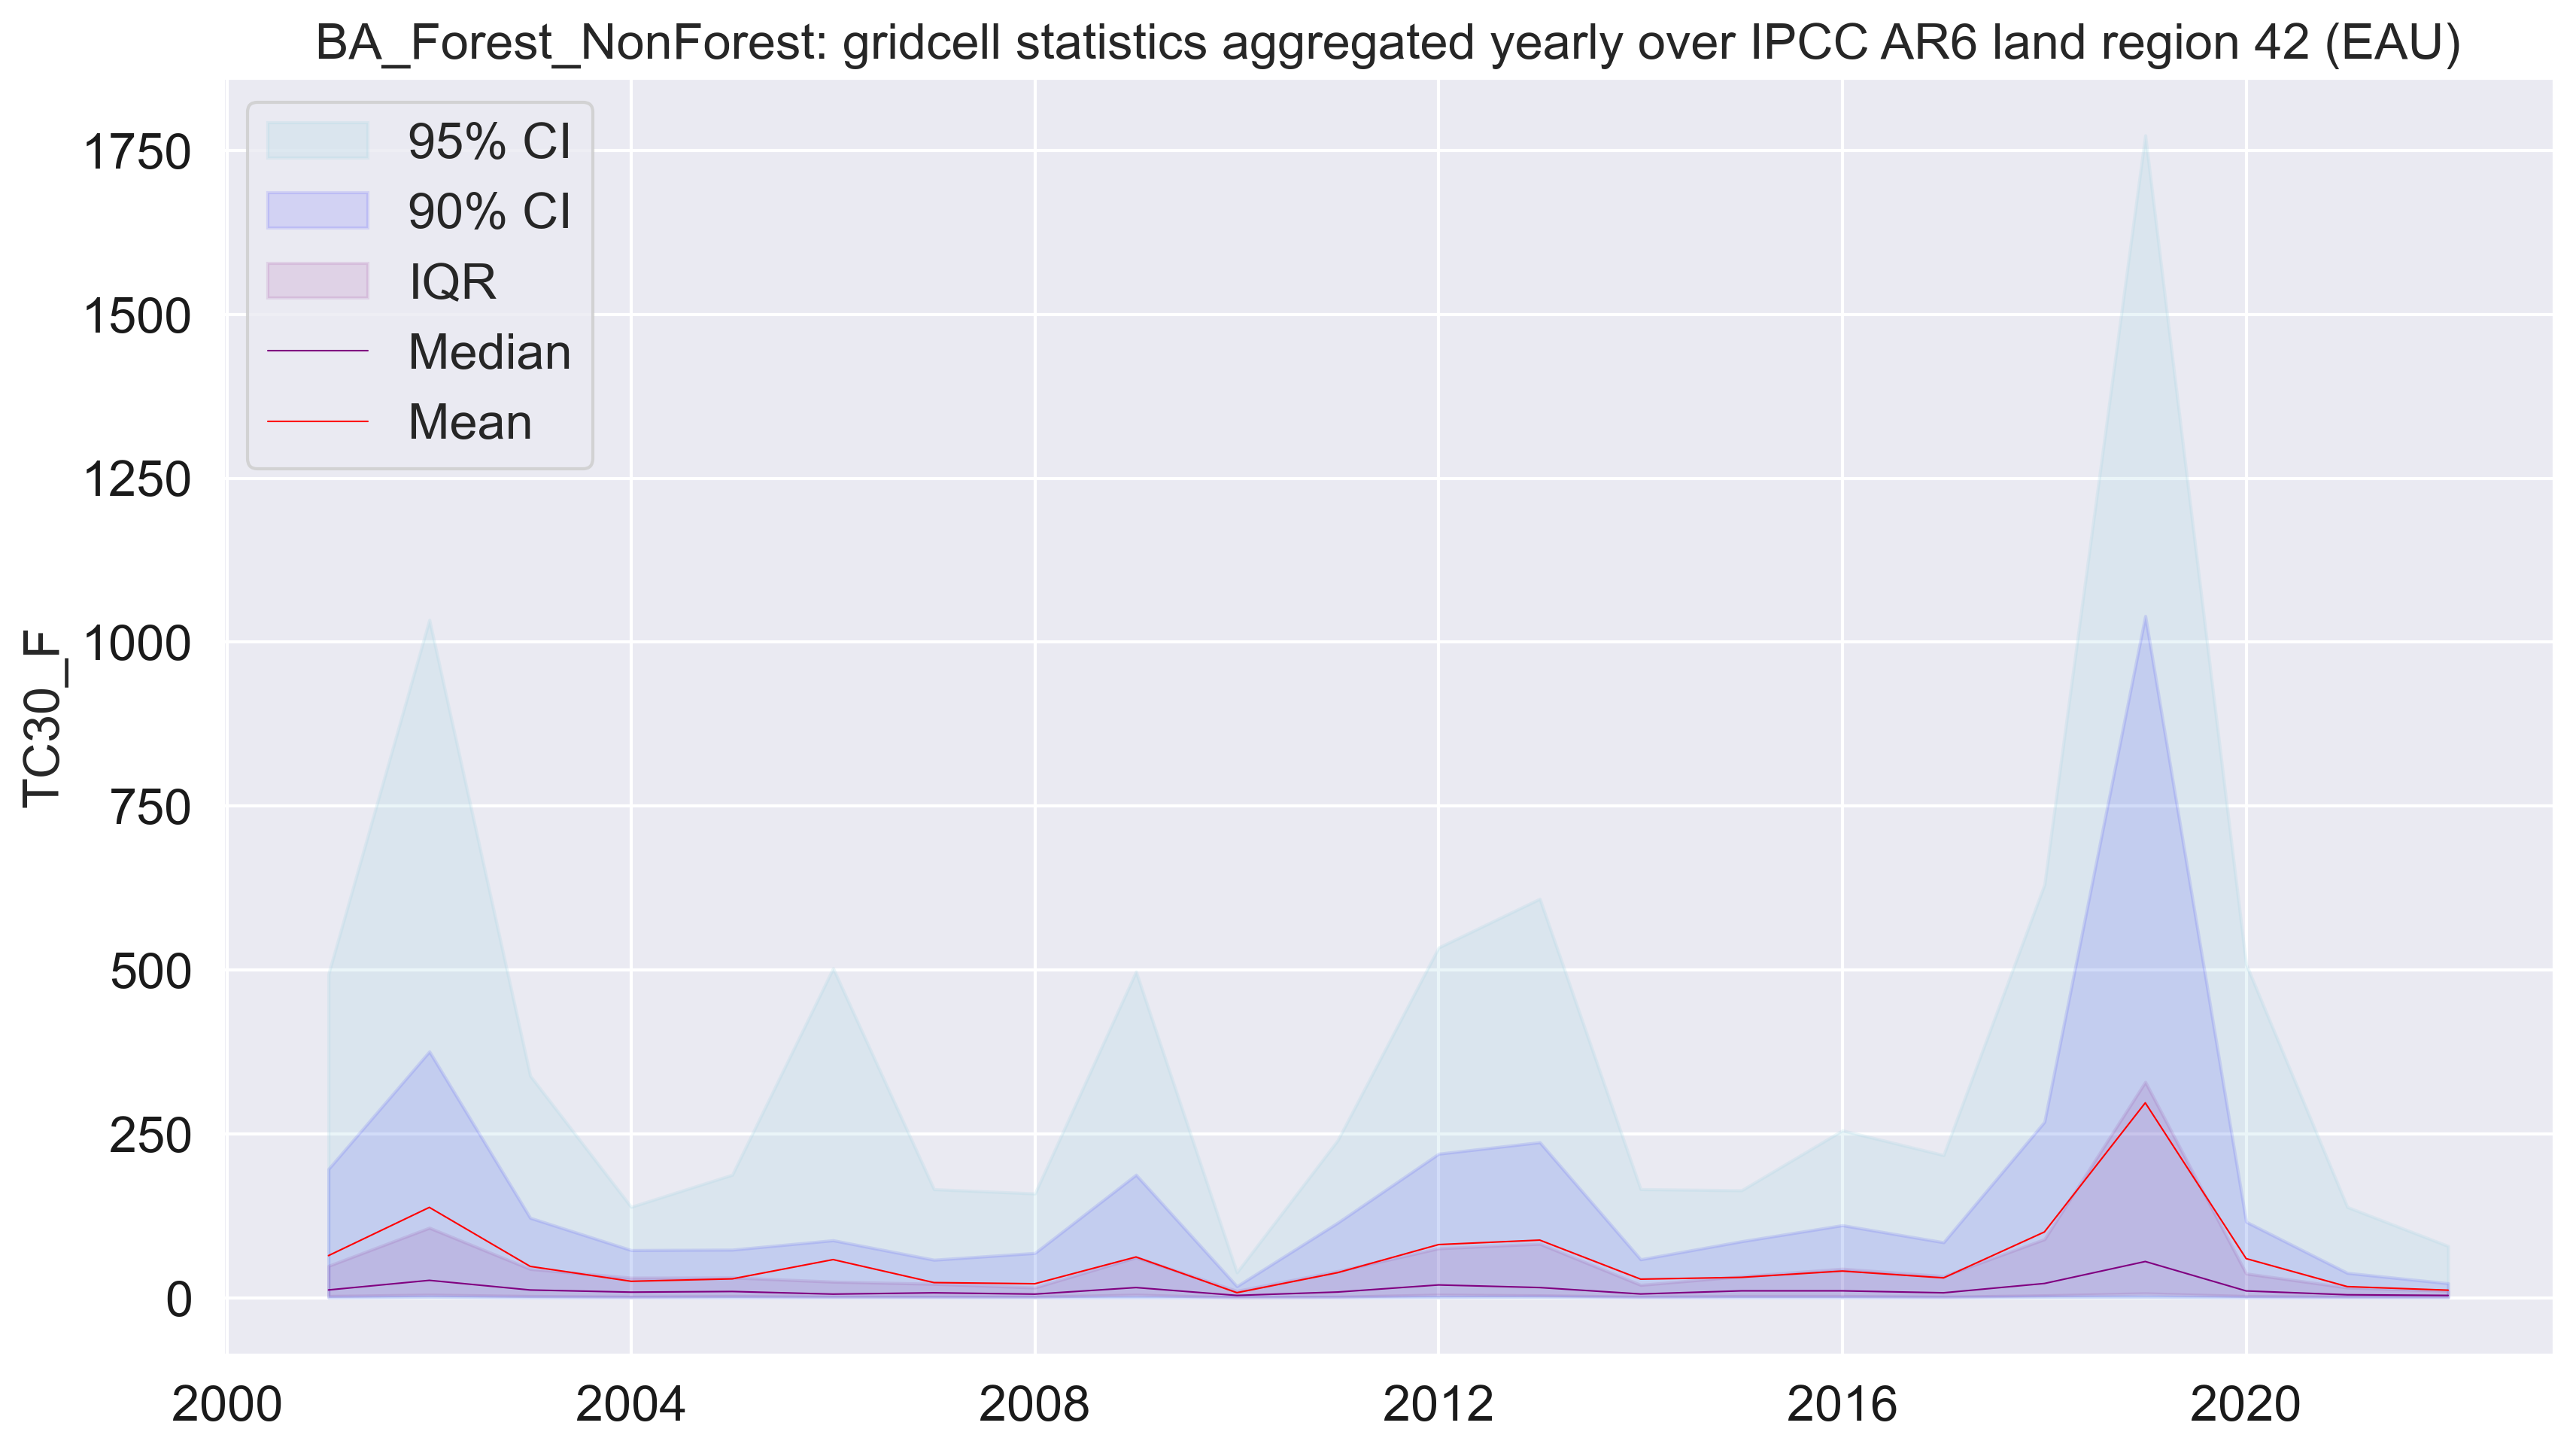 BA_Forest_NonForest: gridcell statistics aggregated yearly over IPCC AR6 land region 42 (EAU)
95% CI
90% CI
IQR
Median
Mean
TC30_F
1750
1500
1250
1000
750
500
250
0
2000 2004 2008 2012 2016 2020